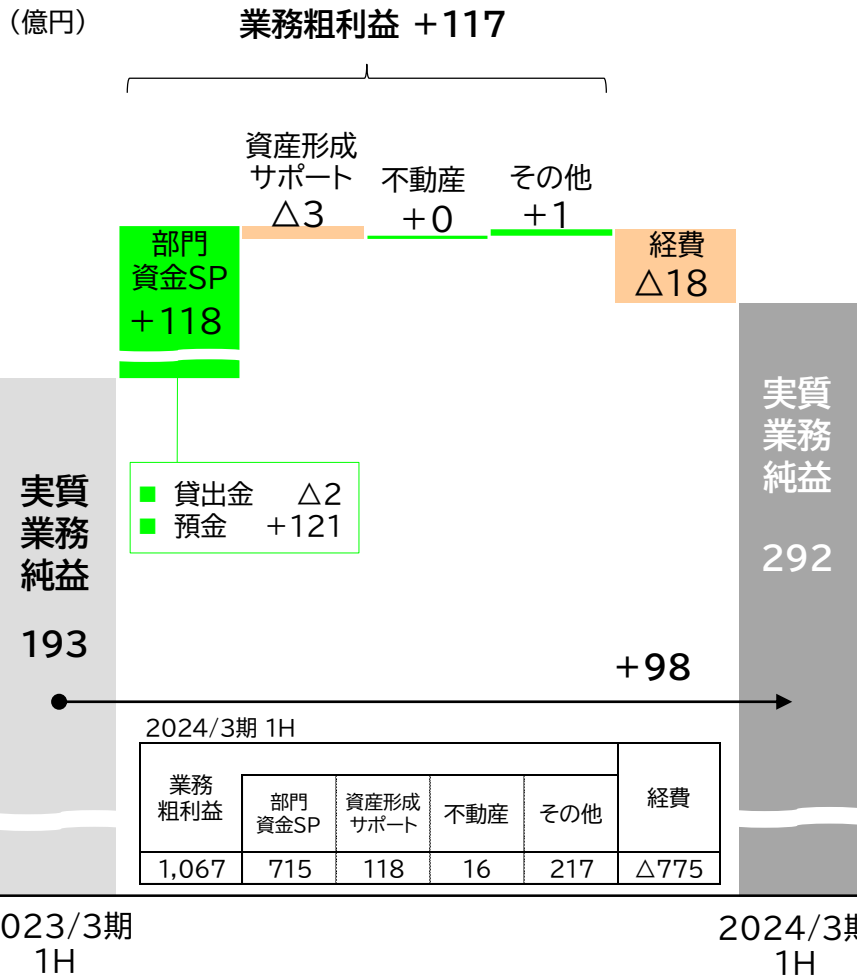 （億円）
業務粗利益 +117
資産形成
サポート
△3
不動産
+0
その他
+1
部門
資金SP
+118
経費
△18
■ 貸出金 △2
■ 預金 +121
実質
業務
純益
193
実質
業務
純益
292
+98
2024/3期 1H
業務
粗利益
部門
資金SP
資産形成
サポート
不動産
その他
経費
1,067 715 118 16 217 △775
023/3期
1H
2024/3期
1H